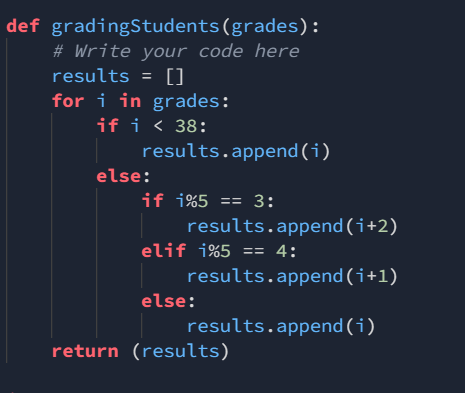 def gradingStudents(grades):
    # Write your code here
    results = []
    for i in grades:
        if i < 38:
            results.append(i)
        else:
            if i%5 == 3:
                results.append(i+2)
            elif i%5 == 4:
                results.append(i+1)
            else:
                results.append(i)
    return (results)